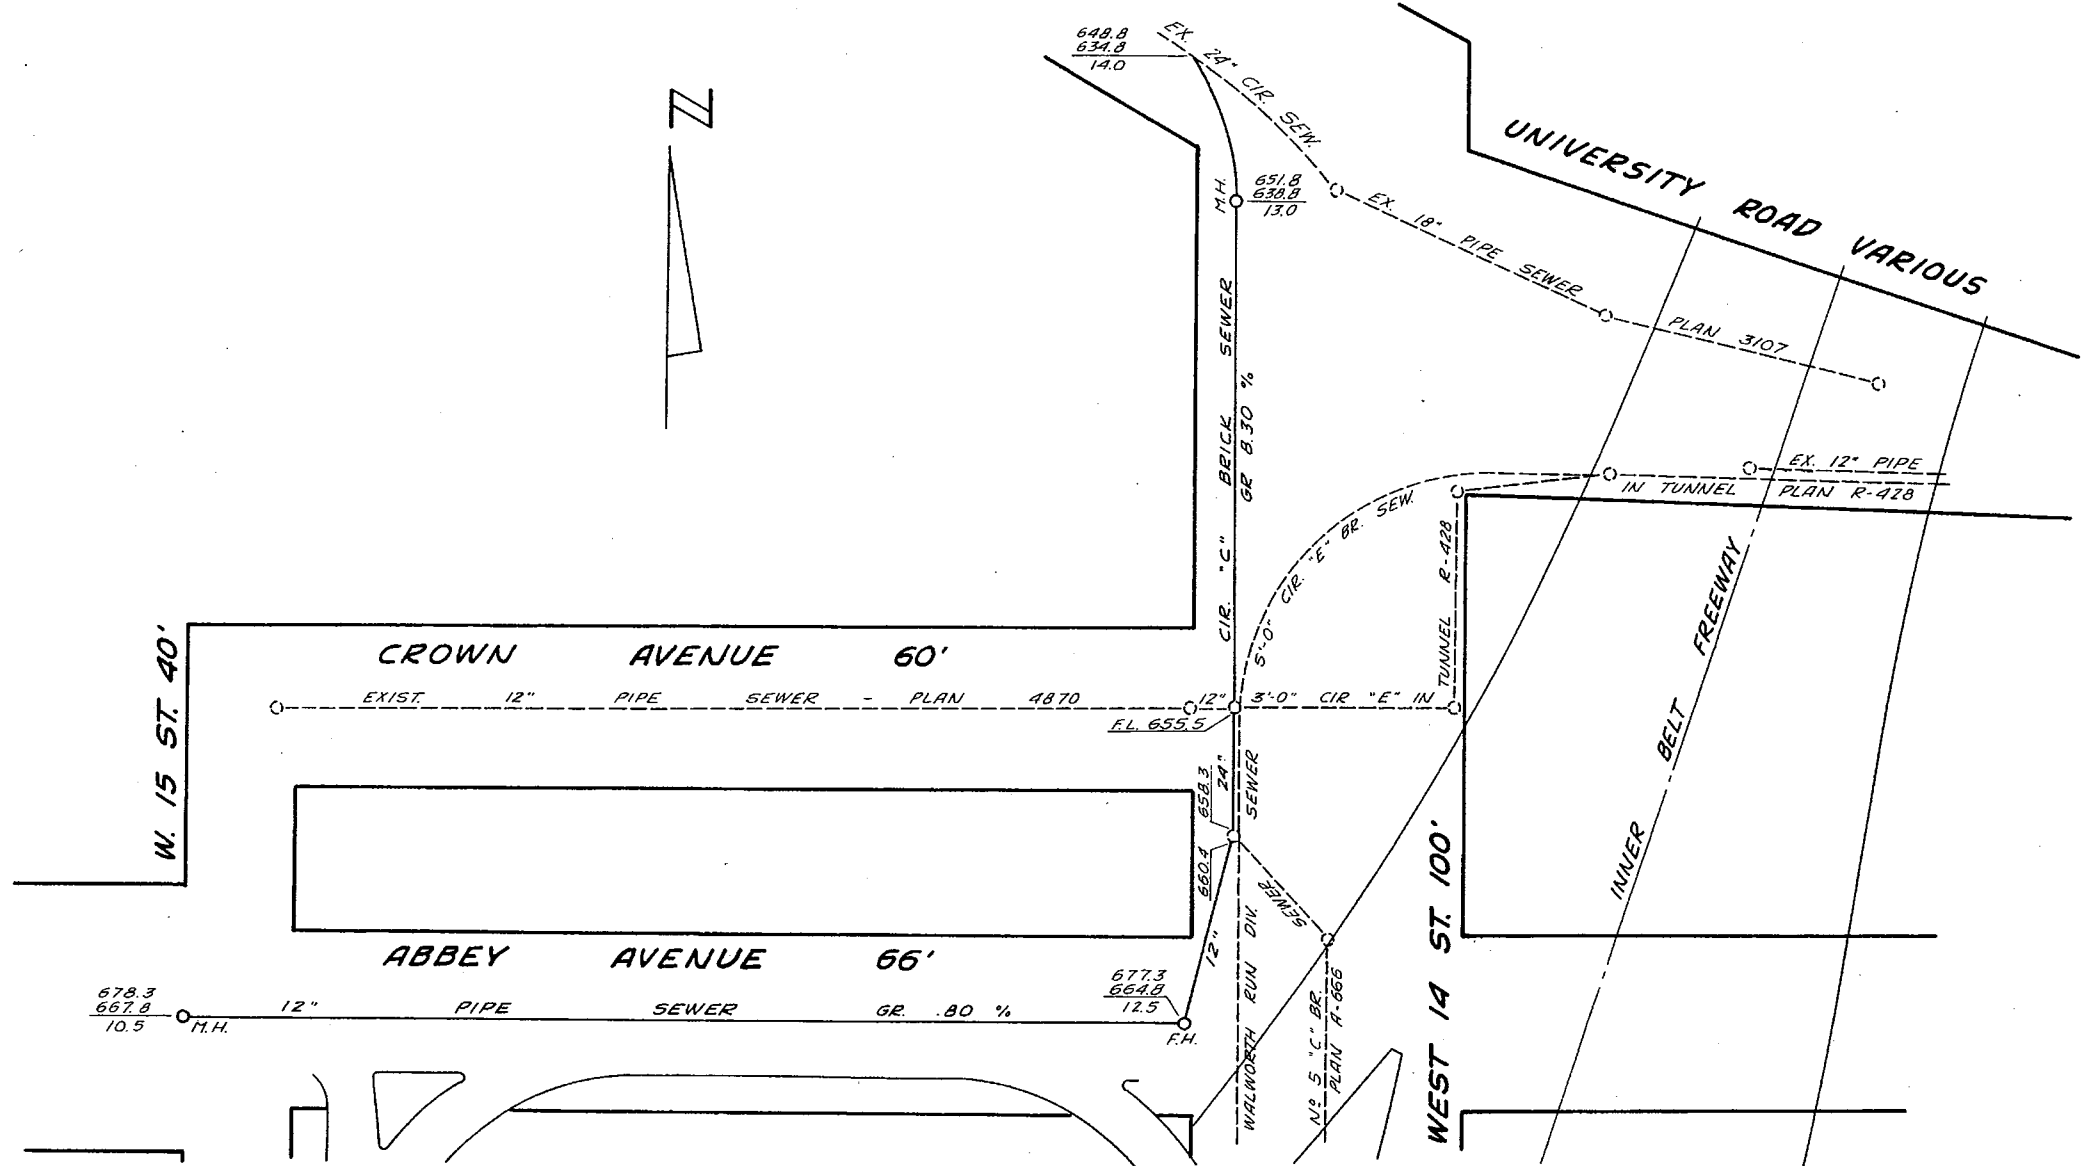 648.8
634.8
14.0
EX. 24" CIR. SEW.
N
UNIVERSITY ROAD VARIOUS
M.H.
651.8
638.8
13.0
EX. 18" PIPE SEWER
PLAN 3107
CIR. "C" BRICK SEWER
GR 8.30 %
EX. 12" PIPE
IN TUNNEL PLAN R-428
5'-0" CIR. "E" BR. SEW.
TUNNEL R-428
INNER BELT FREEWAY
W. 15 ST. 40'
CROWN AVENUE 60'
EXIST. 12" PIPE SEWER - PLAN 4870
12"
3'-0" CIR "E" IN
F.L. 655.5
24"
658.3
SEWER
660.4
SEWER
12"
WALWORTH RUN DIV.
WEST 14 ST. 100'
ABBEY AVENUE 66'
677.3
664.8
12.5
F.H.
678.3
667.8
10.5
M.H.
12" PIPE SEWER GR. .80 %
Nº 5 "C" BR.
PLAN A-666